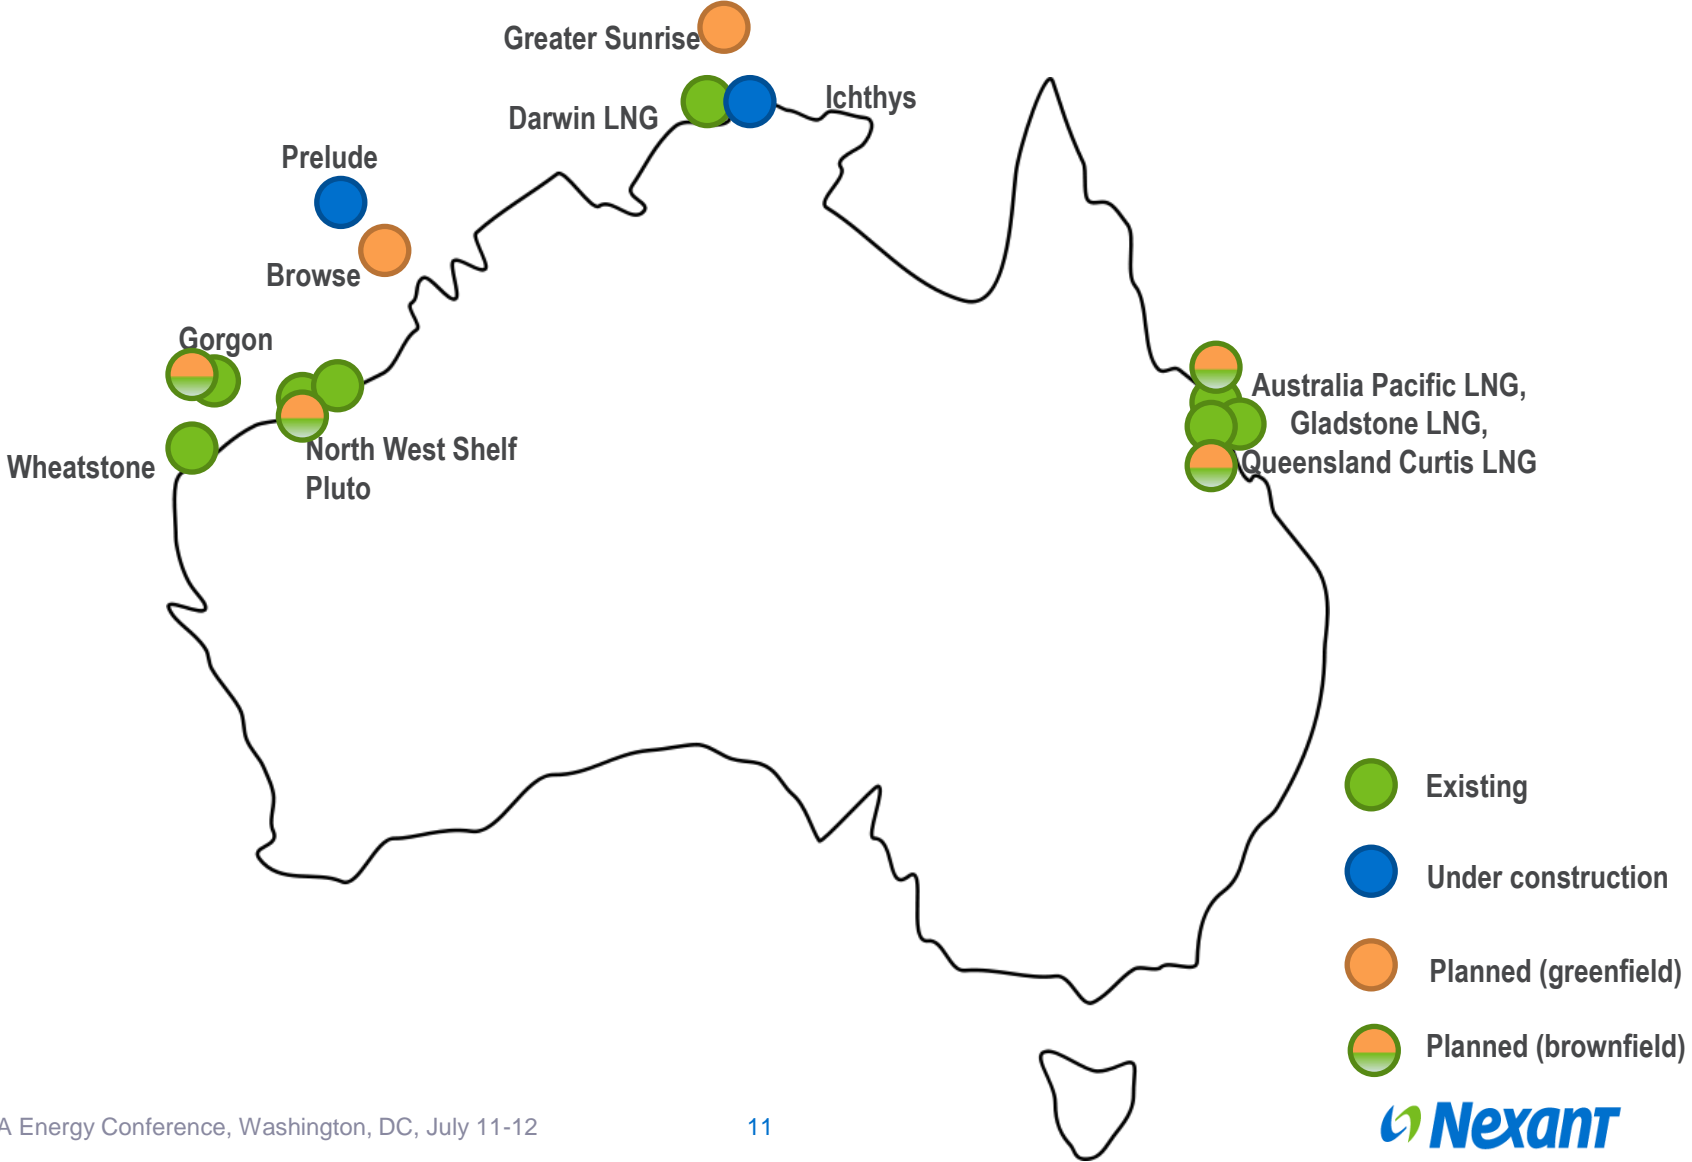 Greater Sunrise
Darwin LNG
Ichthys
Prelude
Browse
Gorgon
Wheatstone
North West Shelf
Pluto
Australia Pacific LNG,
Gladstone LNG,
Queensland Curtis LNG
Existing
Under construction
Planned (greenfield)
Planned (brownfield)
A Energy Conference, Washington, DC, July 11-12
11
Nexant